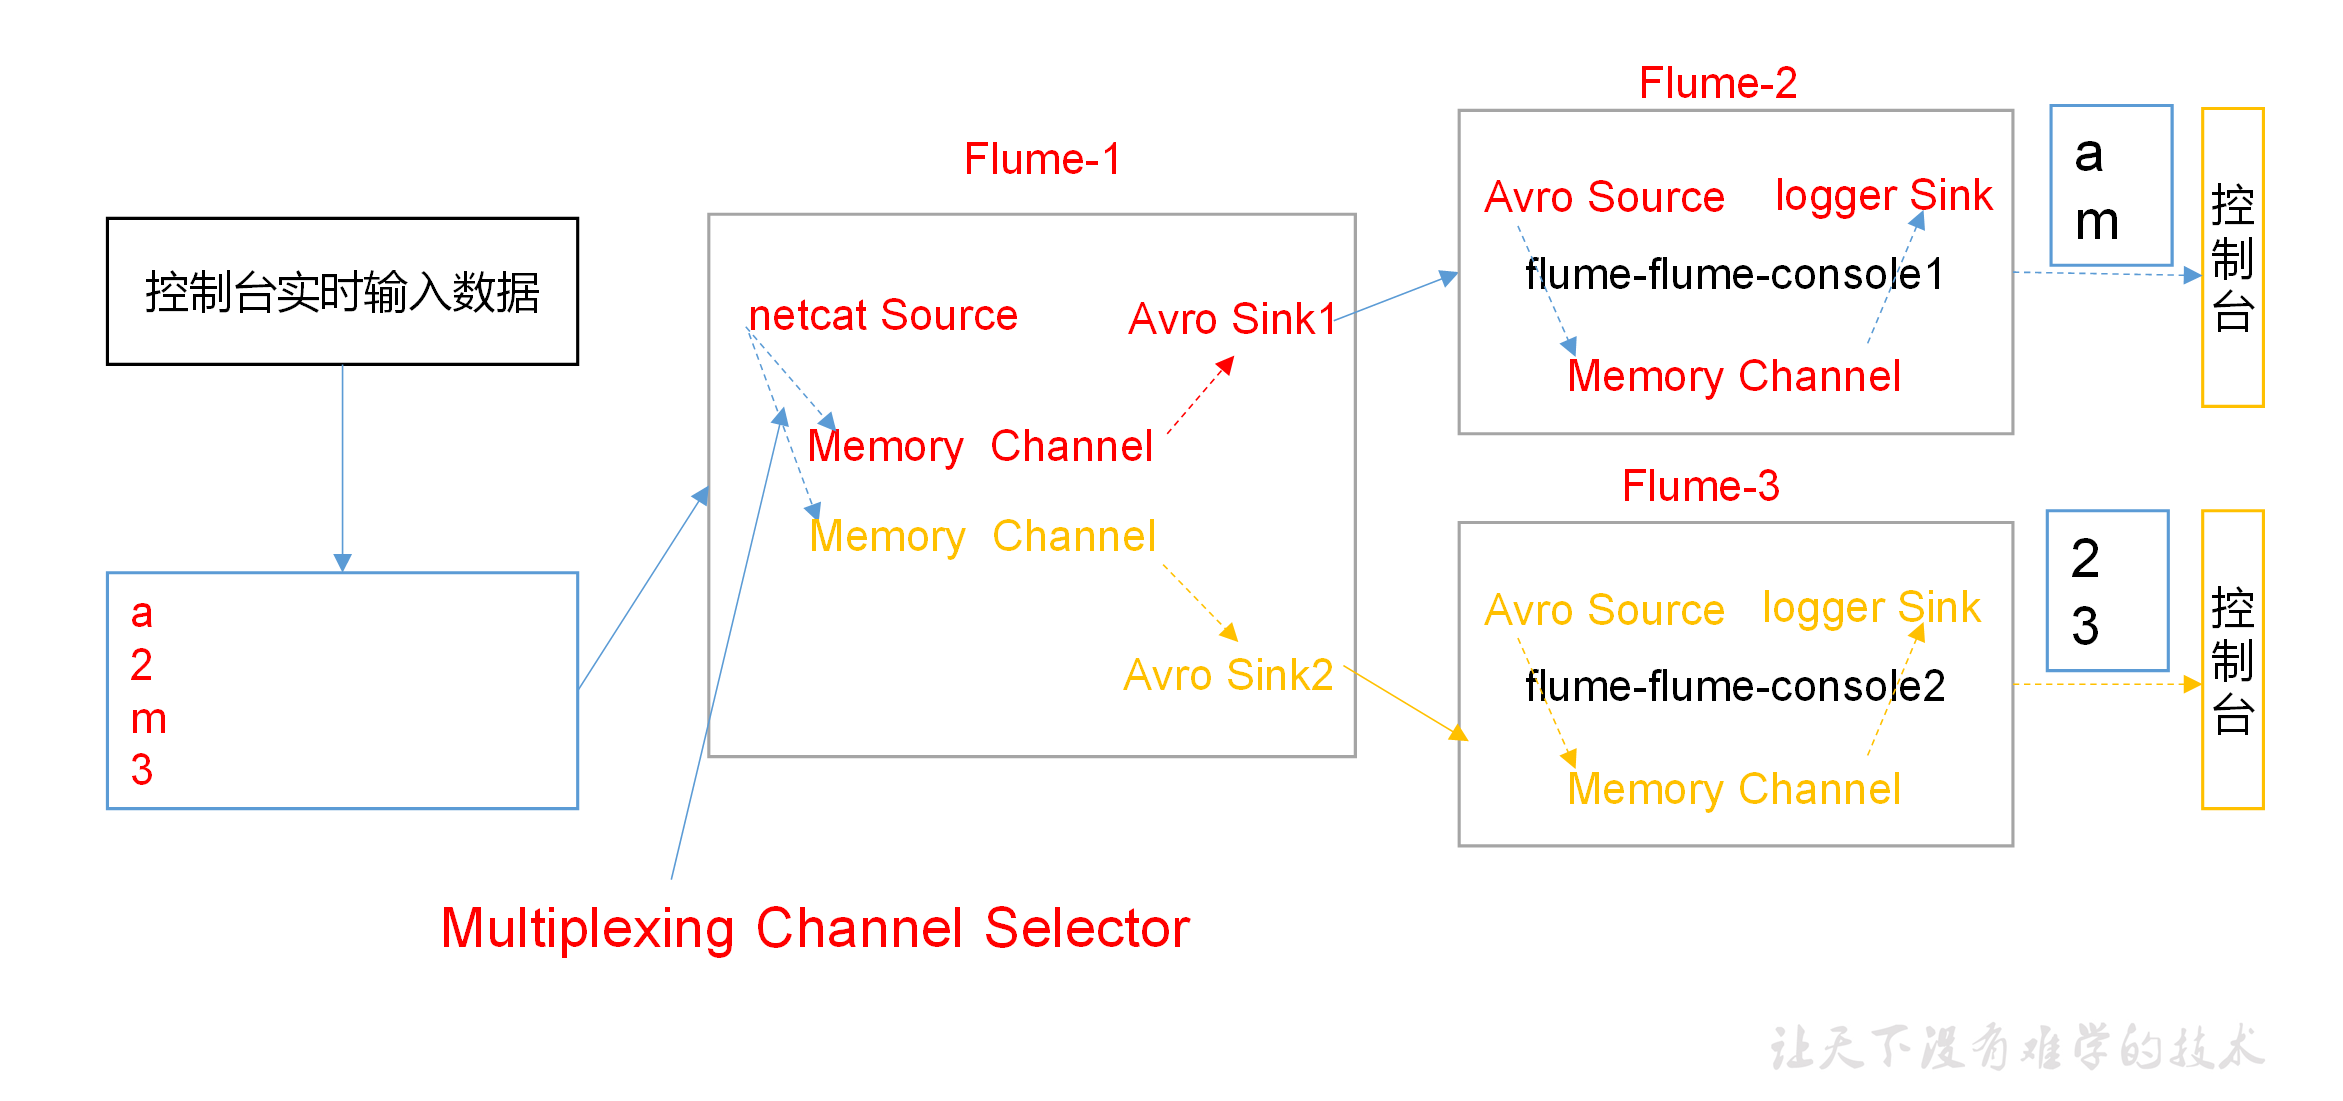 控制台实时输入数据
a
2
m
3
Flume-1
netcat Source
Avro Sink1
Memory Channel
Memory Channel
Avro Sink2
Multiplexing Channel Selector
Flume-2
Avro Source
logger Sink
flume-flume-console1
Memory Channel
a
m
控制台
Flume-3
Avro Source
logger Sink
flume-flume-console2
Memory Channel
2
3
控制台
让天下没有难学的技术